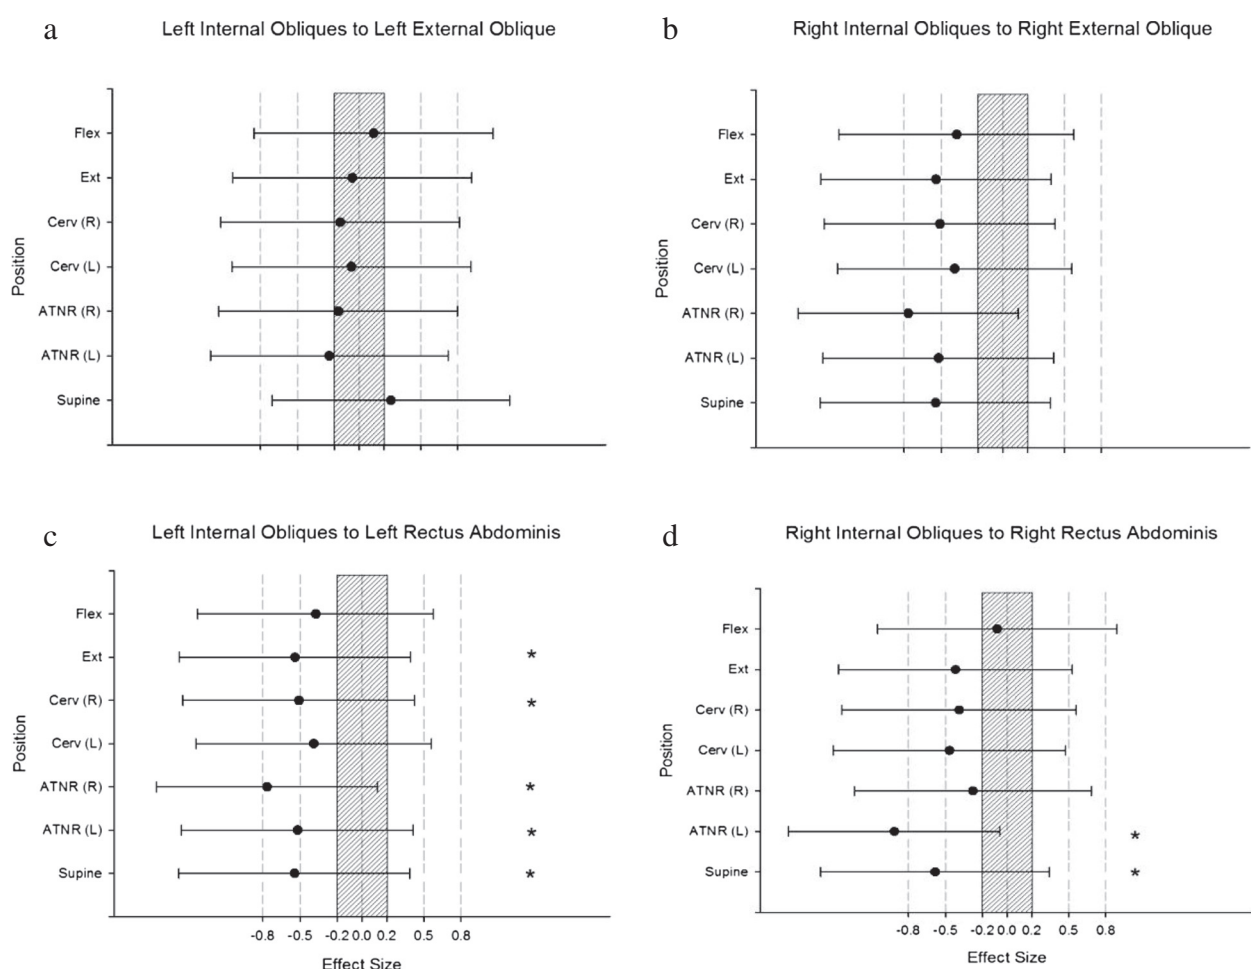 a
Left Internal Obliques to Left External Oblique
Position
Flex
Ext
Cerv (R)
Cerv (L)
ATNR (R)
ATNR (L)
Supine
b
Right Internal Obliques to Right External Oblique
Position
Flex
Ext
Cerv (R)
Cerv (L)
ATNR (R)
ATNR (L)
Supine
c
Left Internal Obliques to Left Rectus Abdominis
Position
Flex
Ext *
Cerv (R) *
Cerv (L)
ATNR (R) *
ATNR (L) *
Supine *
-0.8 -0.5 -0.2 0.0 0.2 0.5 0.8
Effect Size
d
Right Internal Obliques to Right Rectus Abdominis
Position
Flex
Ext
Cerv (R)
Cerv (L)
ATNR (R)
ATNR (L) *
Supine *
-0.8 -0.5 -0.2 0.0 0.2 0.5 0.8
Effect Size